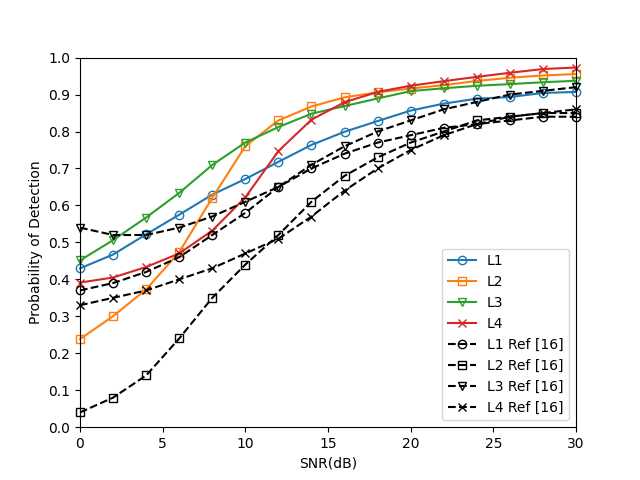 1.0
0.9
0.8
0.7
0.6
0.5
0.4
0.3
0.2
0.1
0.0
Probability of Detection
0 5 10 15 20 25 30
SNR(dB)
L1
L2
L3
L4
L1 Ref [16]
L2 Ref [16]
L3 Ref [16]
L4 Ref [16]